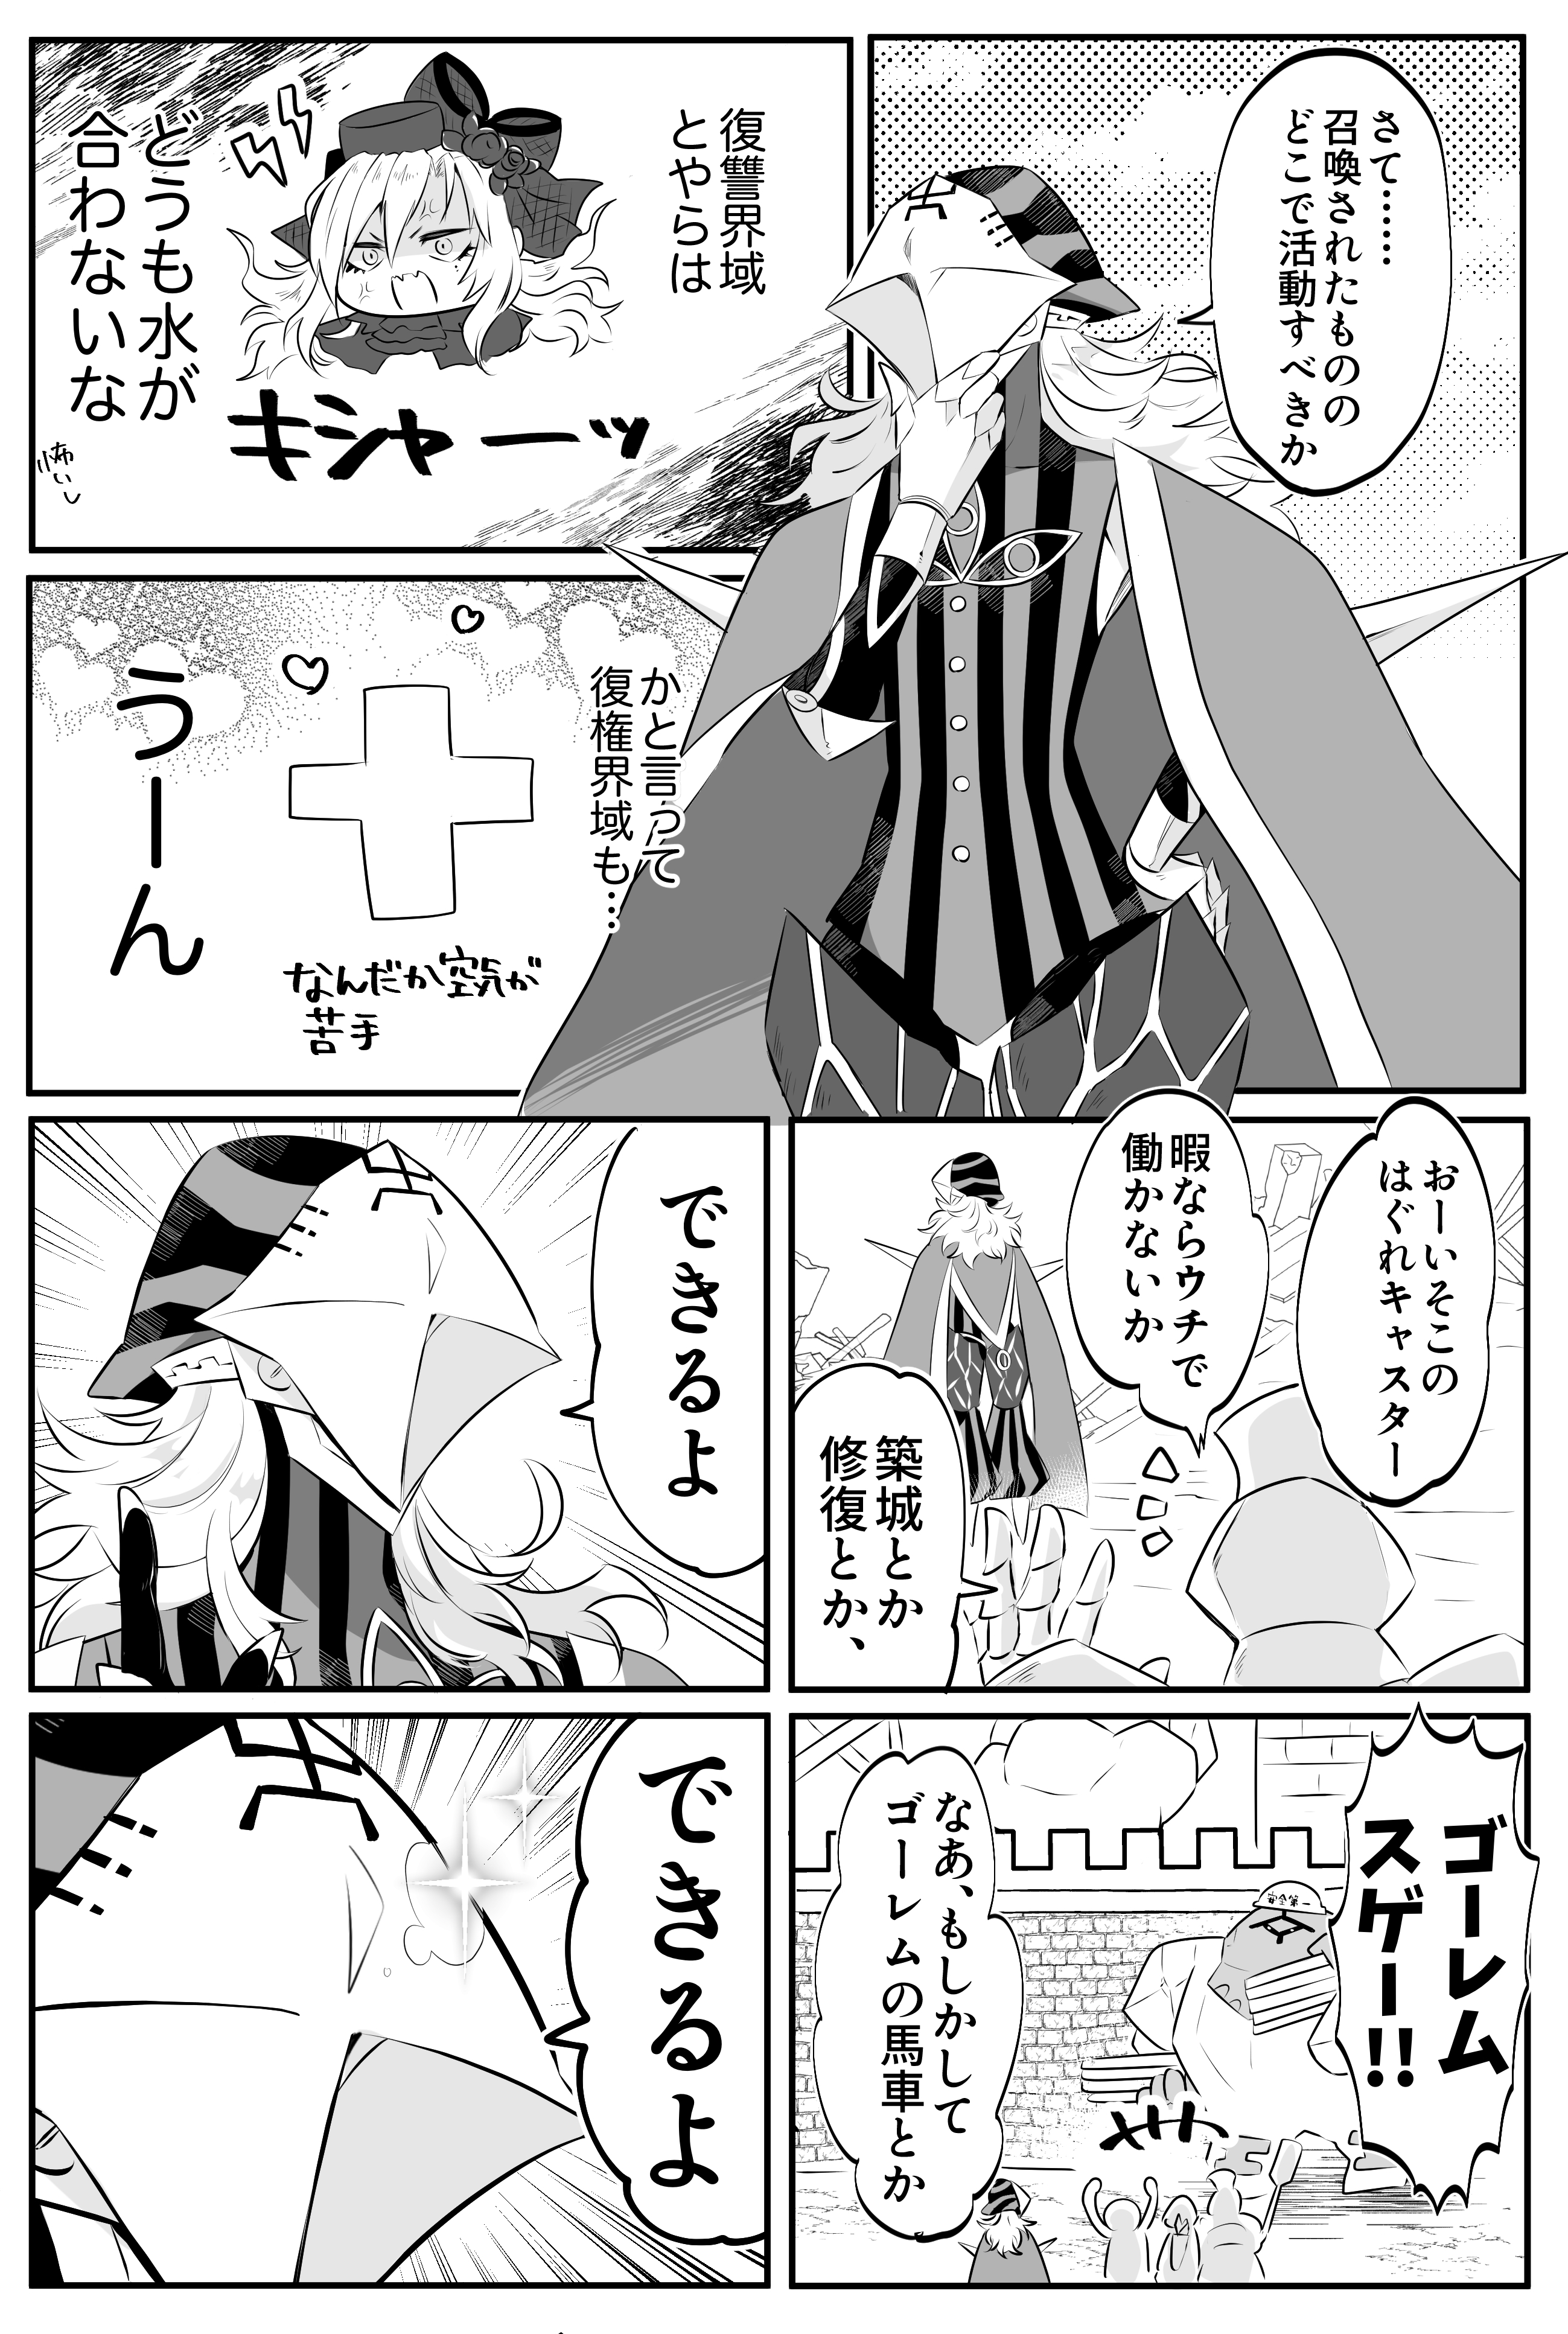 さて……
召喚されたものの
どこで活動すべきか
復讐界域
とやらは
キシャーッ
どうも水が
合わないな
怖いし
かと言って
復権界域も…
なんだか空気が
苦手
うーん
おーいそこの
はぐれキャスター
暇ならウチで
働かないか
築城とか
修復とか、
できるよ
ゴーレム
スゲー!!
安全第一
なあ、もしかして
ゴーレムの馬車とか
できるよ